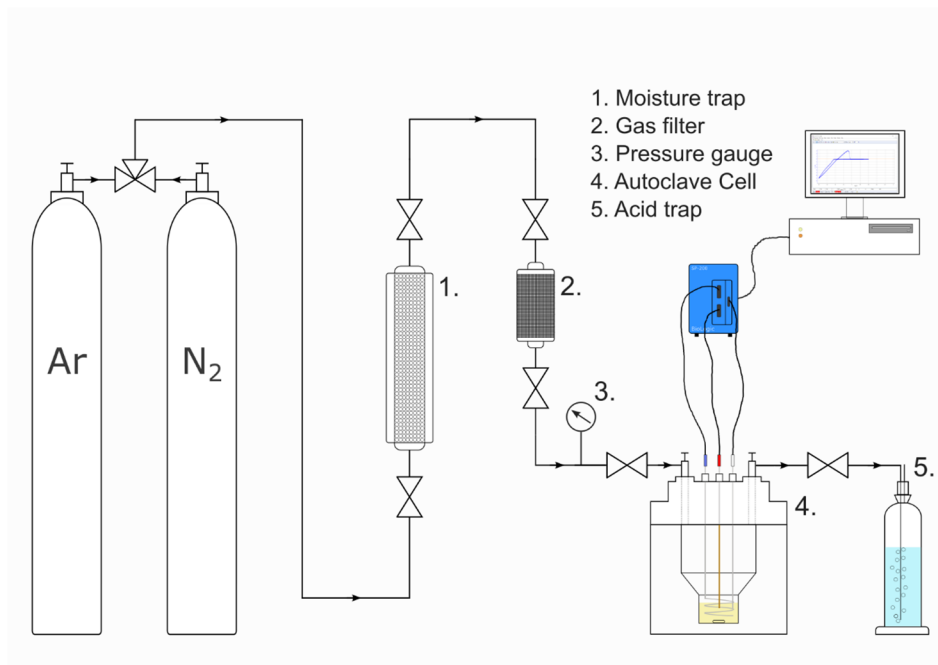 1. Moisture trap
2. Gas filter
3. Pressure gauge
4. Autoclave Cell
5. Acid trap
Ar
N₂
1.
2.
3.
4.
5.